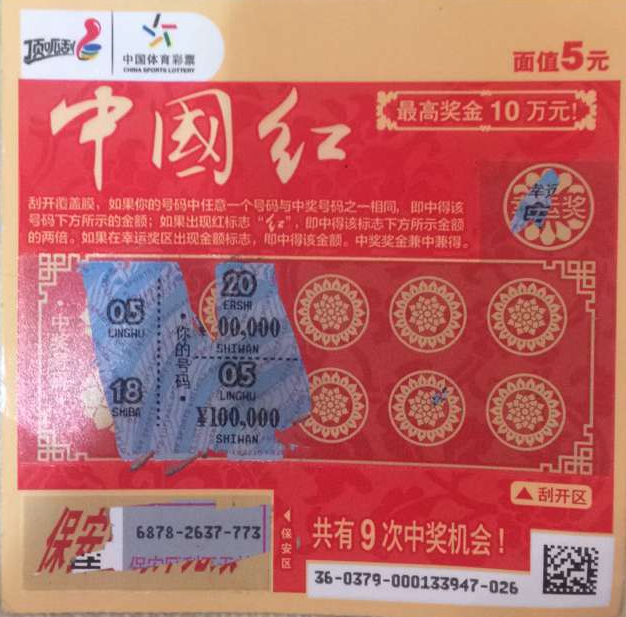 顶呱刮
中国体育彩票
CHINA SPORTS LOTTERY
面值5元
中國红
最高奖金10万元!
刮开覆盖膜，如果你的号码中任意一个号码与中奖号码之一相同，即中得该
号码下方所示的金额；如果出现红标志“红”，即中得该标志下方所示金额
的两倍。如果在幸运奖区出现金额标志，即中得该金额。中奖奖金兼中兼得。
05
LINGWU
18
SHIBA
你的号码
20
ERSHI
00,000
SHIWAN
05
LINGWU
¥100,000
SHIWAN
刮开区
保安
6878-2637-773
保安区
共有9次中奖机会！
36-0379-000133947-026